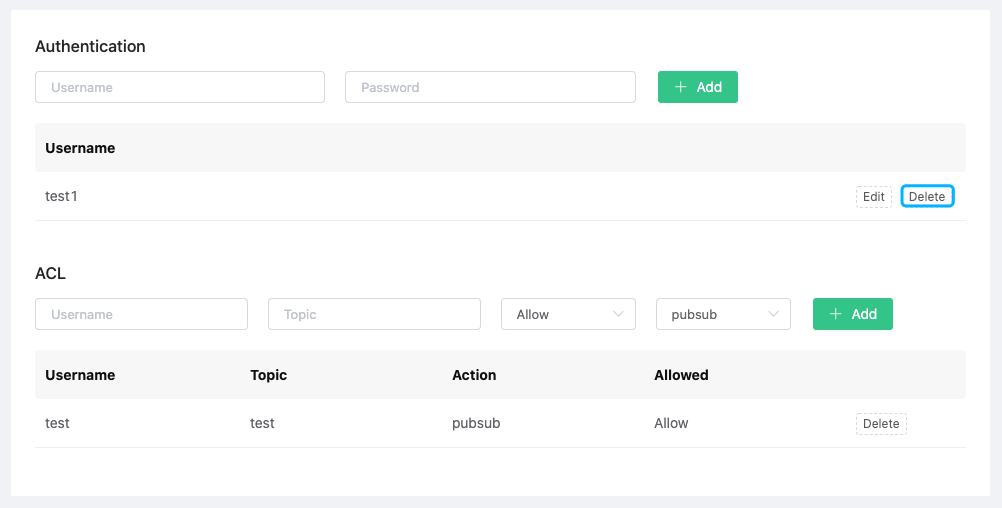 Authentication
Username Password + Add
Username
test1 Edit Delete
ACL
Username Topic Allow pubsub + Add
Username Topic Action Allowed
test test pubsub Allow Delete